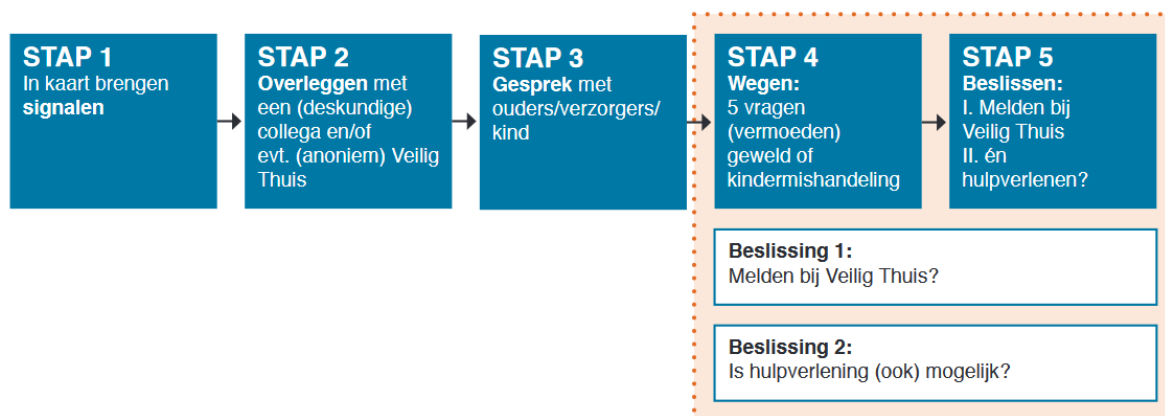 STAP 1
In kaart brengen
signalen
STAP 2
Overleggen met
een (deskundige)
collega en/of
evt. (anoniem) Veilig
Thuis
STAP 3
Gesprek met
ouders/verzorgers/
kind
STAP 4
Wegen:
5 vragen
(vermoeden)
geweld of
kindermishandeling
STAP 5
Beslissen:
I. Melden bij
Veilig Thuis
II. én
hulpverlenen?
Beslissing 1:
Melden bij Veilig Thuis?
Beslissing 2:
Is hulpverlening (ook) mogelijk?